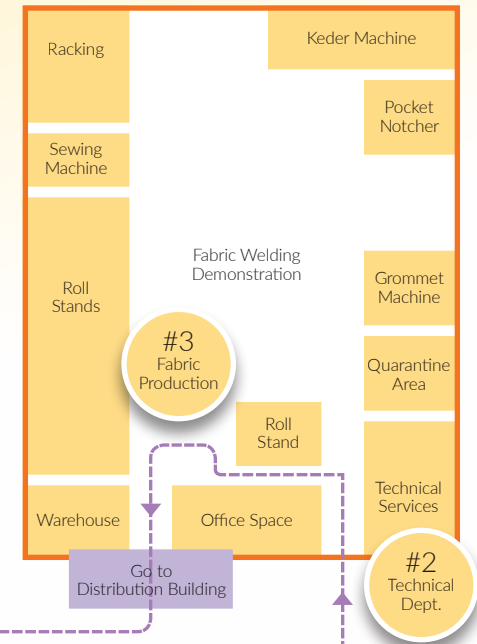 Racking
Keder Machine
Pocket
Notcher
Sewing
Machine
Fabric Welding
Demonstration
Roll
Stands
Grommet
Machine
#3
Fabric
Production
Quarantine
Area
Roll
Stand
Technical
Services
Warehouse
Office Space
#2
Technical
Dept.
Go to
Distribution Building